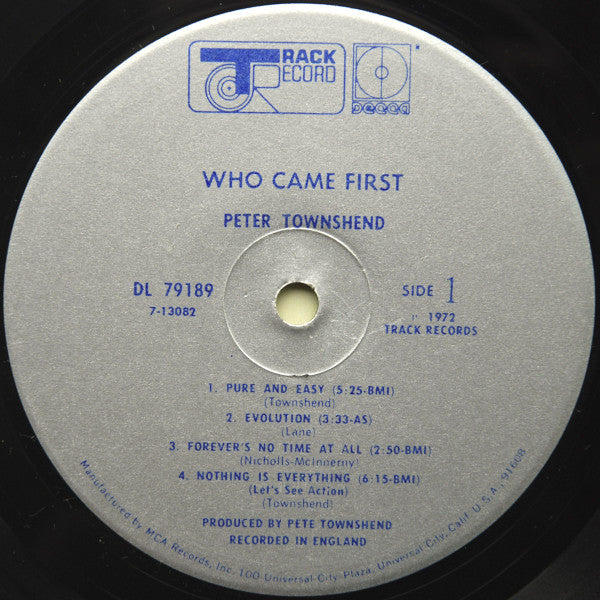 TRACK
RECORD
DECCA
WHO CAME FIRST
PETER TOWNSHEND
DL 79189
7-13082
SIDE 1
℗ 1972
TRACK RECORDS
1. PURE AND EASY (5:25-BMI)
(Townshend)
2. EVOLUTION (3:33-AS)
(Lane)
3. FOREVER'S NO TIME AT ALL (2:50-BMI)
(Nicholls-McInnerny)
4. NOTHING IS EVERYTHING (6:15-BMI)
(Let's See Action)
(Townshend)
PRODUCED BY PETE TOWNSHEND
RECORDED IN ENGLAND
Manufactured by MCA Records, Inc. 100 Universal City Plaza, Universal City, Calif. U.S.A. 91608